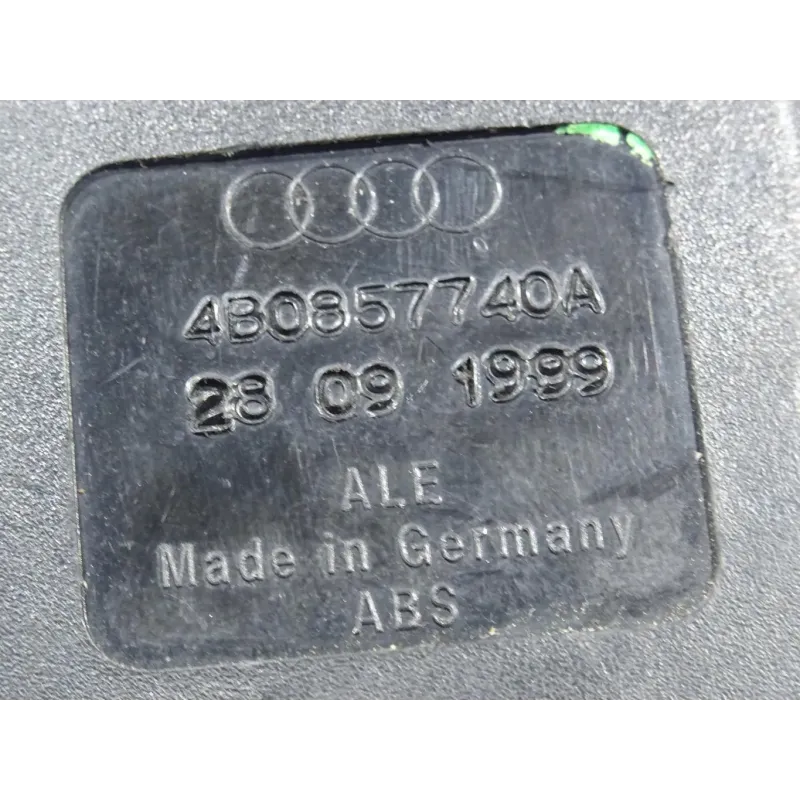 4B0857740A
28 09 1999
ALE
Made in Germany
ABS